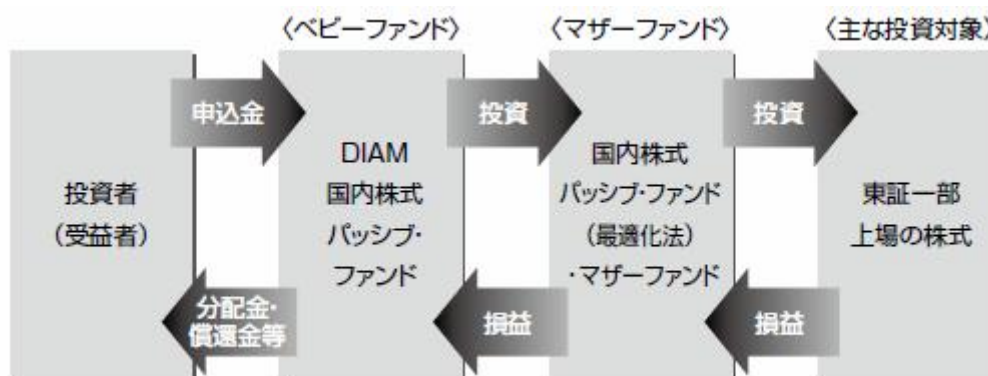 〈ベビーファンド〉
〈マザーファンド〉
〈主な投資対象〉
申込金
投資
投資
投資者
(受益者)
DIAM
国内株式
パッシブ・
ファンド
国内株式
パッシブ・ファンド
(最適化法)
・マザーファンド
東証一部
上場の株式
分配金・
償還金等
損益
損益